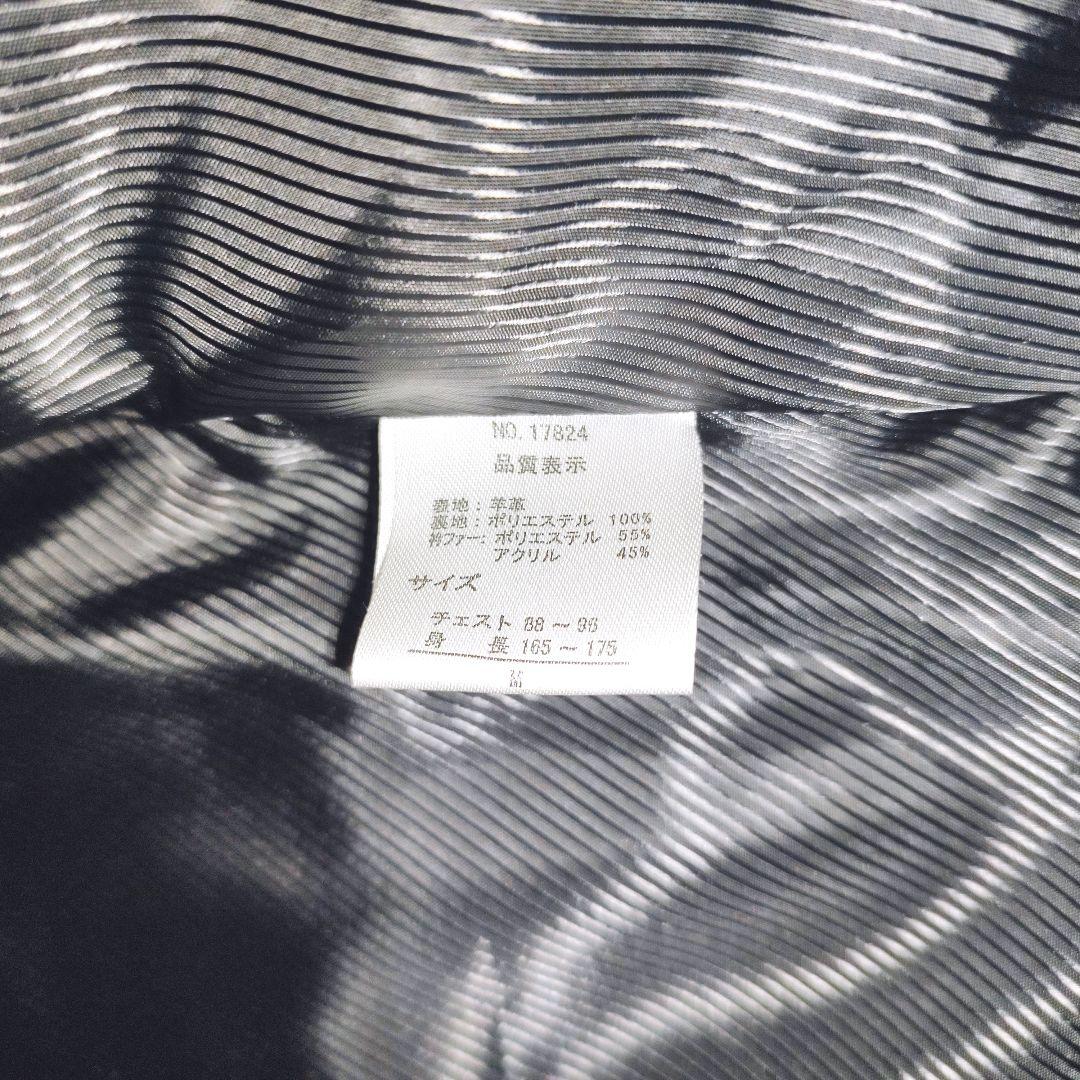 NO. 17824
品質表示
表地：羊革
裏地：ポリエステル 100%
衿ファー：ポリエステル 55%
アクリル 45%
サイズ
チェスト 88～96
身長 165～175